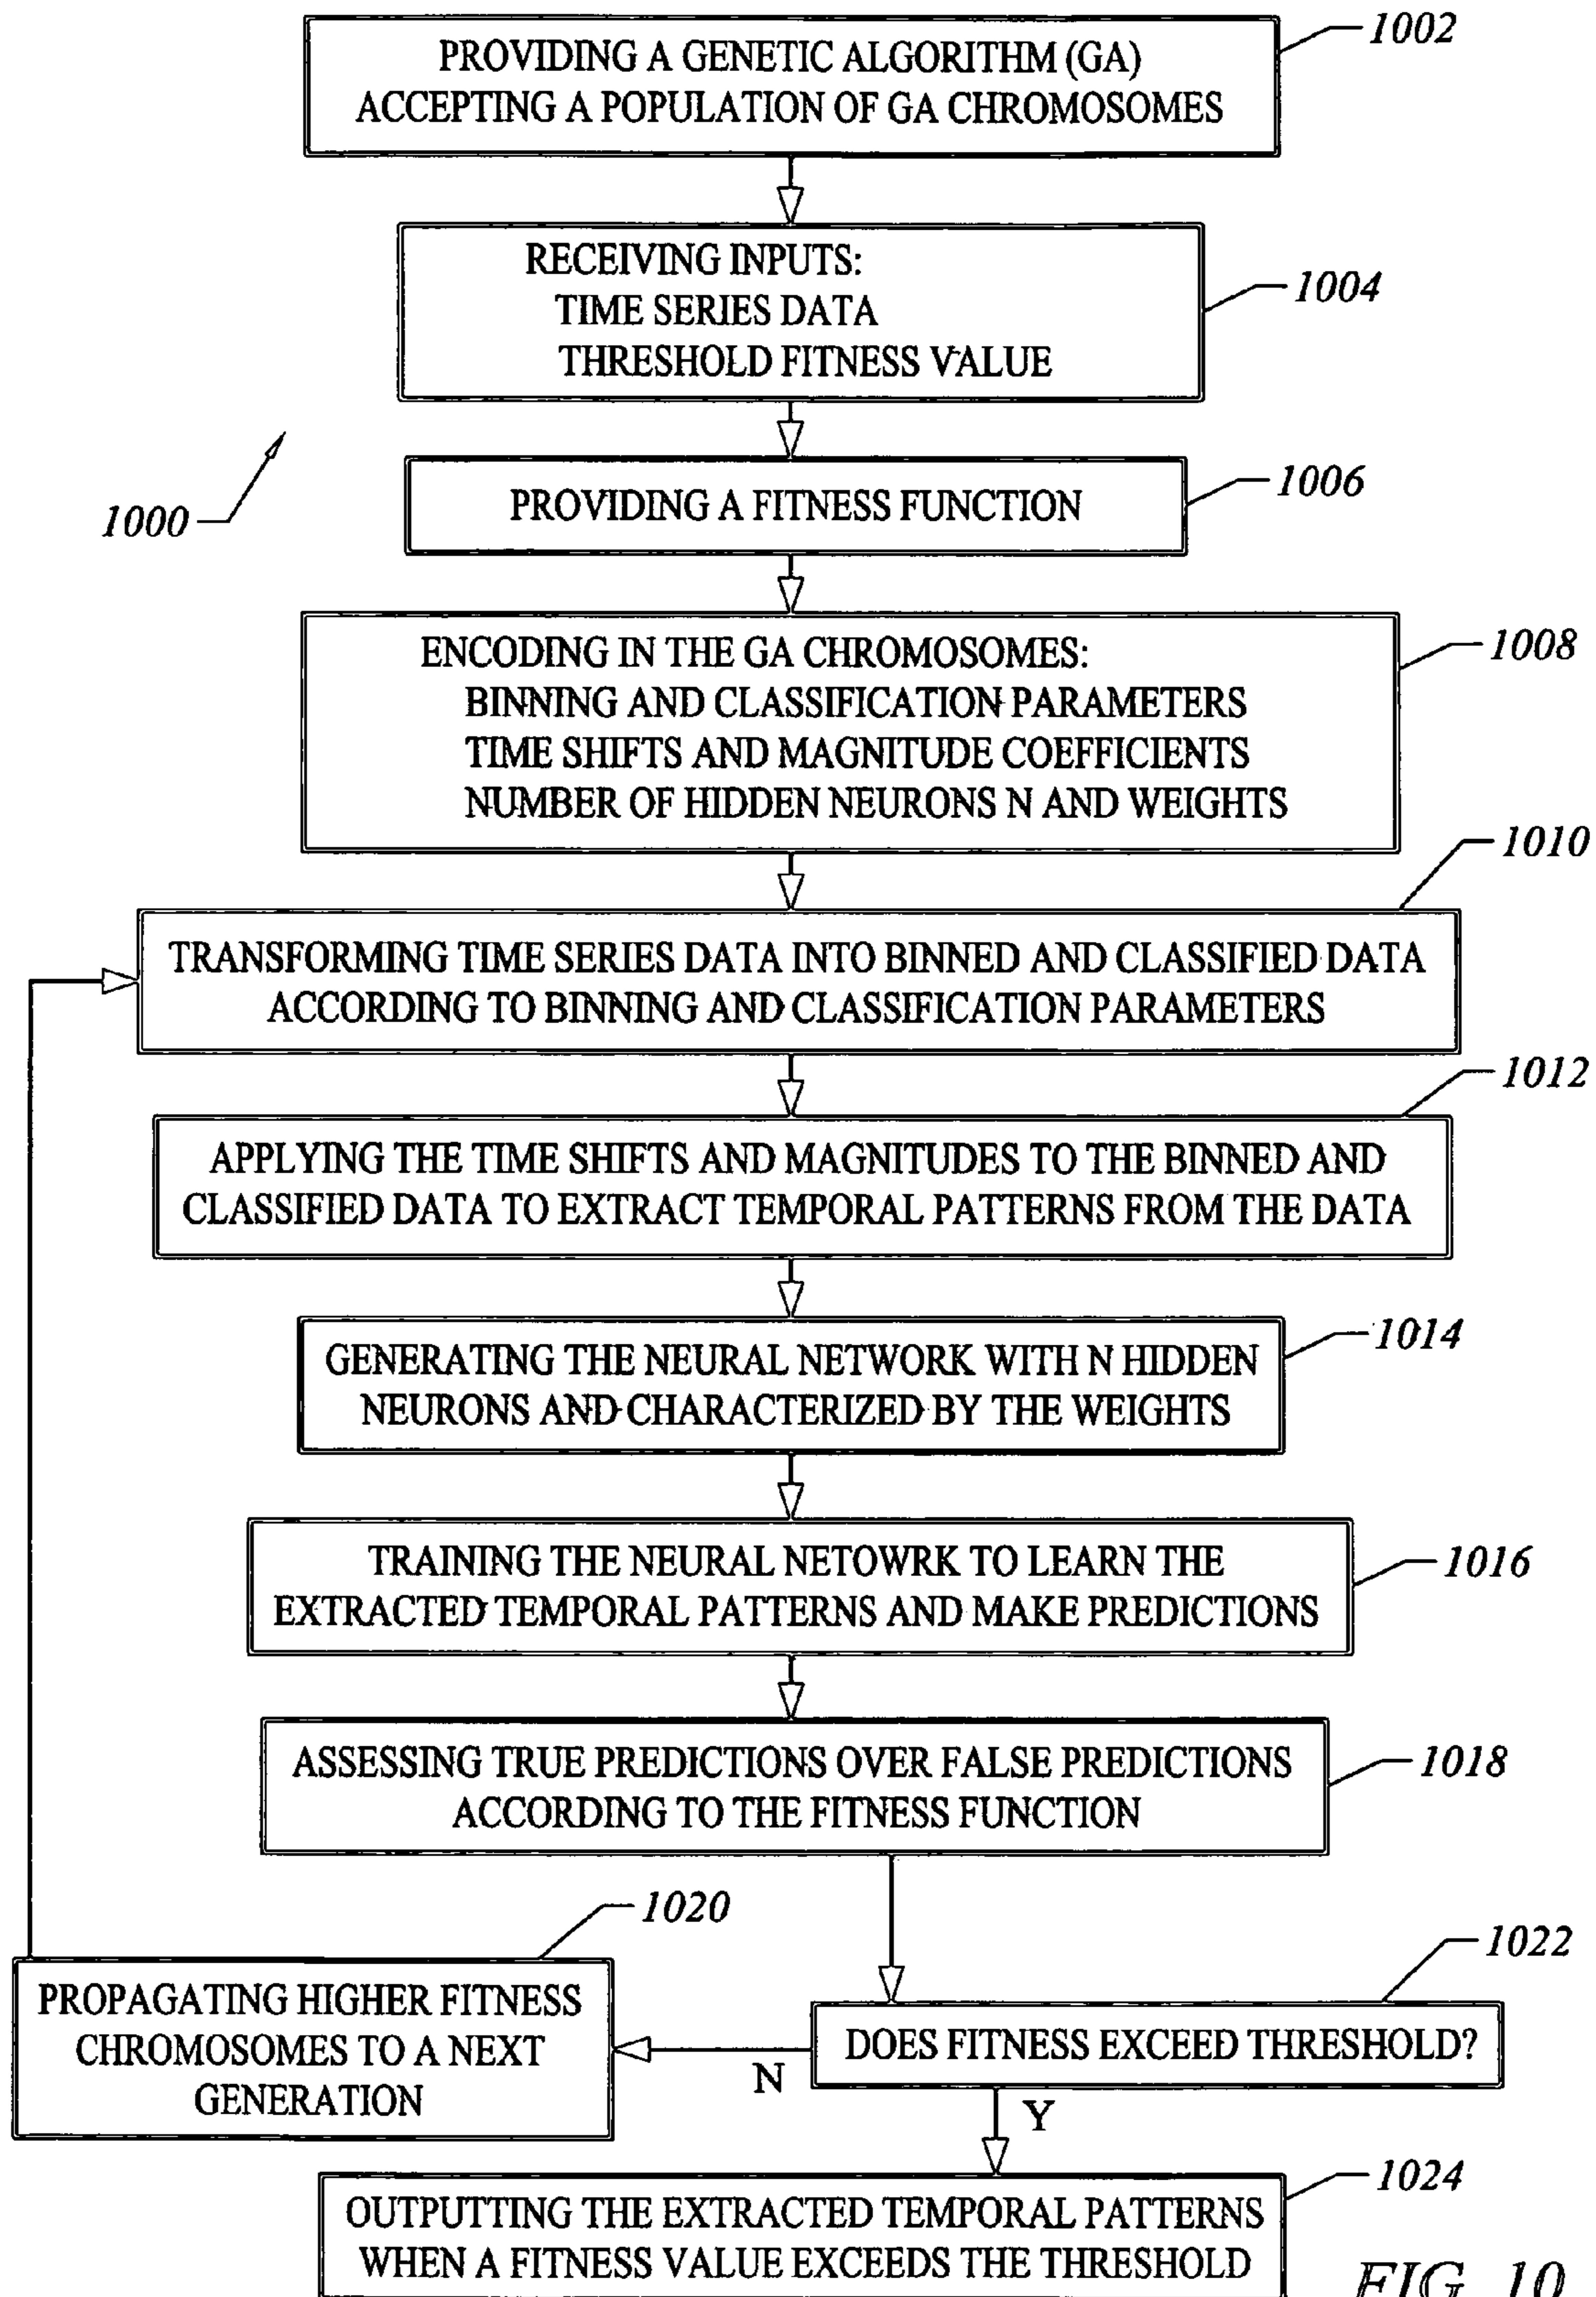 1002
PROVIDING A GENETIC ALGORITHM (GA)
ACCEPTING A POPULATION OF GA CHROMOSOMES
RECEIVING INPUTS:
TIME SERIES DATA
THRESHOLD FITNESS VALUE
1004
1000
PROVIDING A FITNESS FUNCTION
1006
ENCODING IN THE GA CHROMOSOMES:
BINNING AND CLASSIFICATION PARAMETERS
TIME SHIFTS AND MAGNITUDE COEFFICIENTS
NUMBER OF HIDDEN NEURONS N AND WEIGHTS
1008
1010
TRANSFORMING TIME SERIES DATA INTO BINNED AND CLASSIFIED DATA
ACCORDING TO BINNING AND CLASSIFICATION PARAMETERS
1012
APPLYING THE TIME SHIFTS AND MAGNITUDES TO THE BINNED AND
CLASSIFIED DATA TO EXTRACT TEMPORAL PATTERNS FROM THE DATA
1014
GENERATING THE NEURAL NETWORK WITH N HIDDEN
NEURONS AND CHARACTERIZED BY THE WEIGHTS
TRAINING THE NEURAL NETOWRK TO LEARN THE
EXTRACTED TEMPORAL PATTERNS AND MAKE PREDICTIONS
1016
ASSESSING TRUE PREDICTIONS OVER FALSE PREDICTIONS
ACCORDING TO THE FITNESS FUNCTION
1018
1020
PROPAGATING HIGHER FITNESS
CHROMOSOMES TO A NEXT
GENERATION
1022
DOES FITNESS EXCEED THRESHOLD?
N
Y
1024
OUTPUTTING THE EXTRACTED TEMPORAL PATTERNS
WHEN A FITNESS VALUE EXCEEDS THE THRESHOLD
FIG. 10